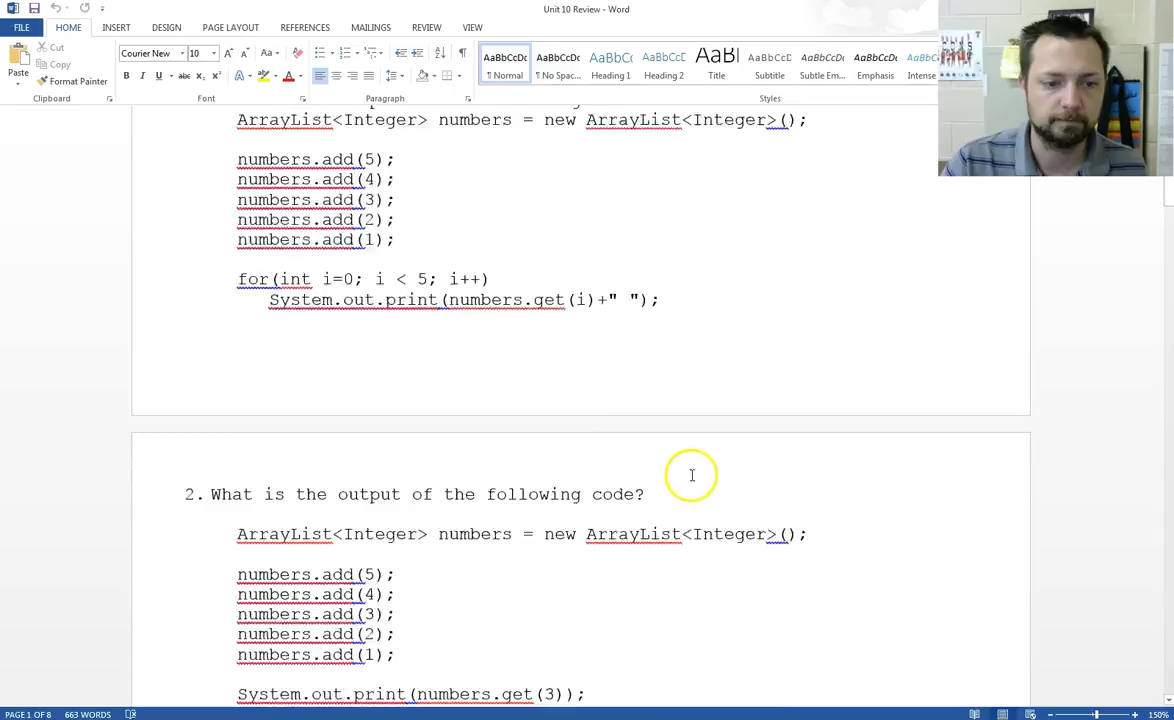 Unit 10 Review - Word
FILE HOME INSERT DESIGN PAGE LAYOUT REFERENCES MAILINGS REVIEW VIEW
Paste
Cut
Copy
Format Painter
Courier New 10
AaBbCcDc AaBbCcDc AaBbCc AaBbCcD AaBl AaBbCcD AaBbCcDc AaBbCcDc AaBbCc
¶ Normal ¶ No Spac... Heading 1 Heading 2 Title Subtitle Subtle Em... Emphasis Intense
Clipboard Font Paragraph Styles
ArrayList<Integer> numbers = new ArrayList<Integer>();
numbers.add(5);
numbers.add(4);
numbers.add(3);
numbers.add(2);
numbers.add(1);
for(int i=0; i < 5; i++)
System.out.print(numbers.get(i)+" ");
2. What is the output of the following code?
ArrayList<Integer> numbers = new ArrayList<Integer>();
numbers.add(5);
numbers.add(4);
numbers.add(3);
numbers.add(2);
numbers.add(1);
System.out.print(numbers.get(3));
PAGE 1 OF 8 663 WORDS 150%